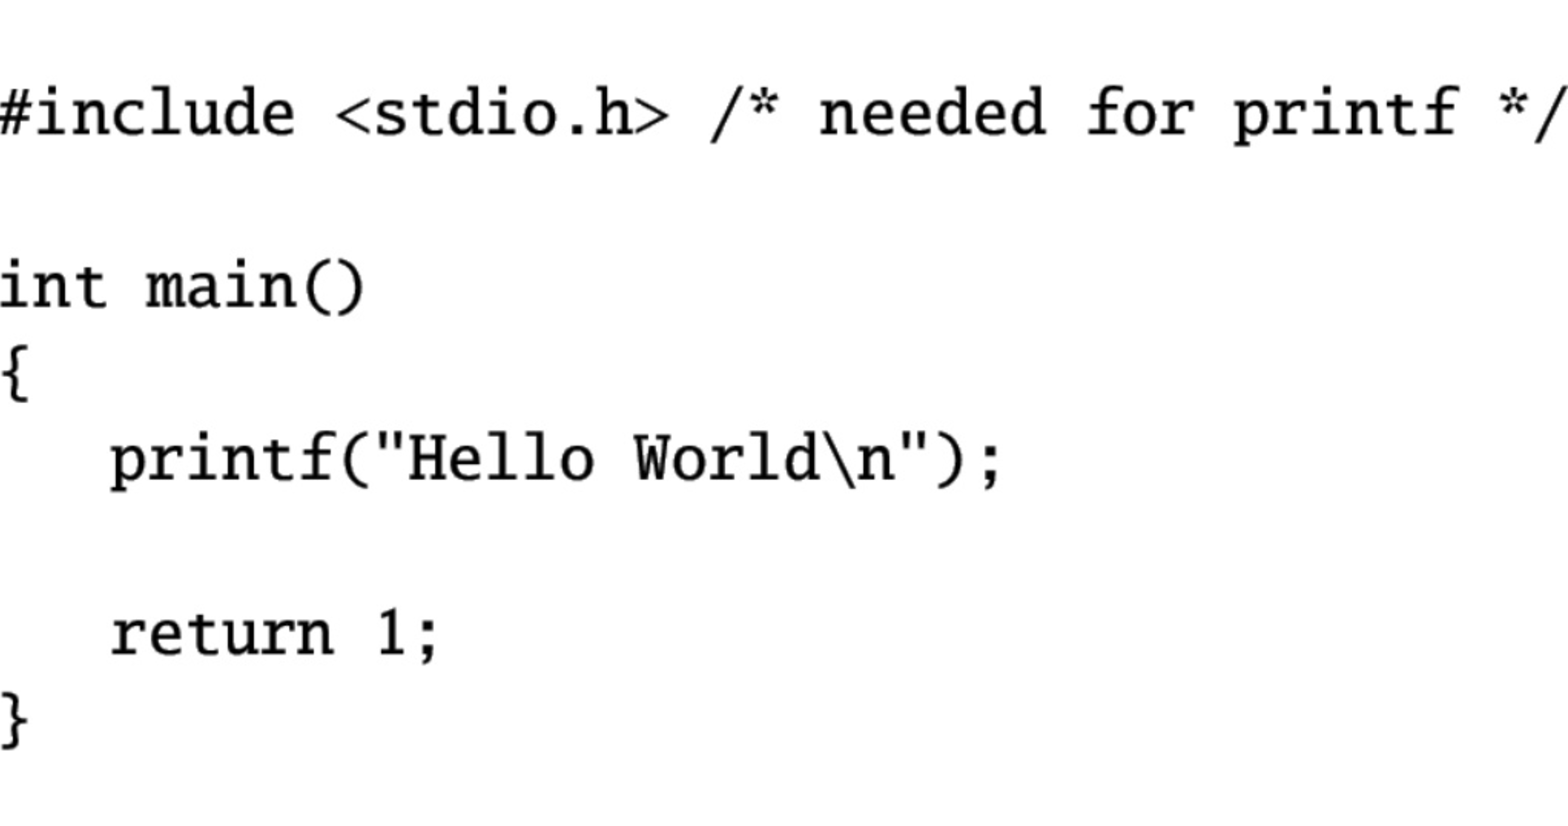 #include <stdio.h> /* needed for printf */
int main()
{
printf("Hello World\n");
return 1;
}